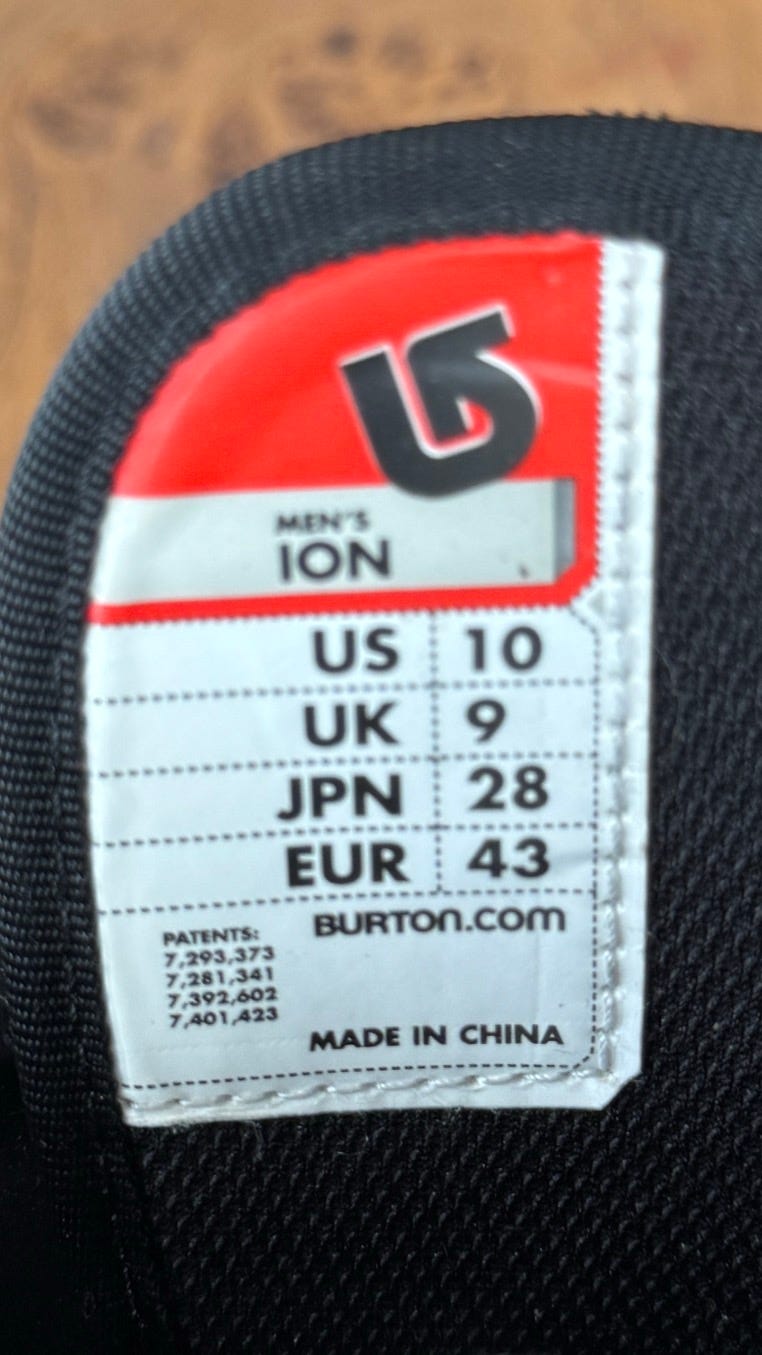 MEN'S
ION
US 10
UK 9
JPN 28
EUR 43
BURTON.COM
PATENTS:
7,293,373
7,281,341
7,392,602
7,401,423
MADE IN CHINA